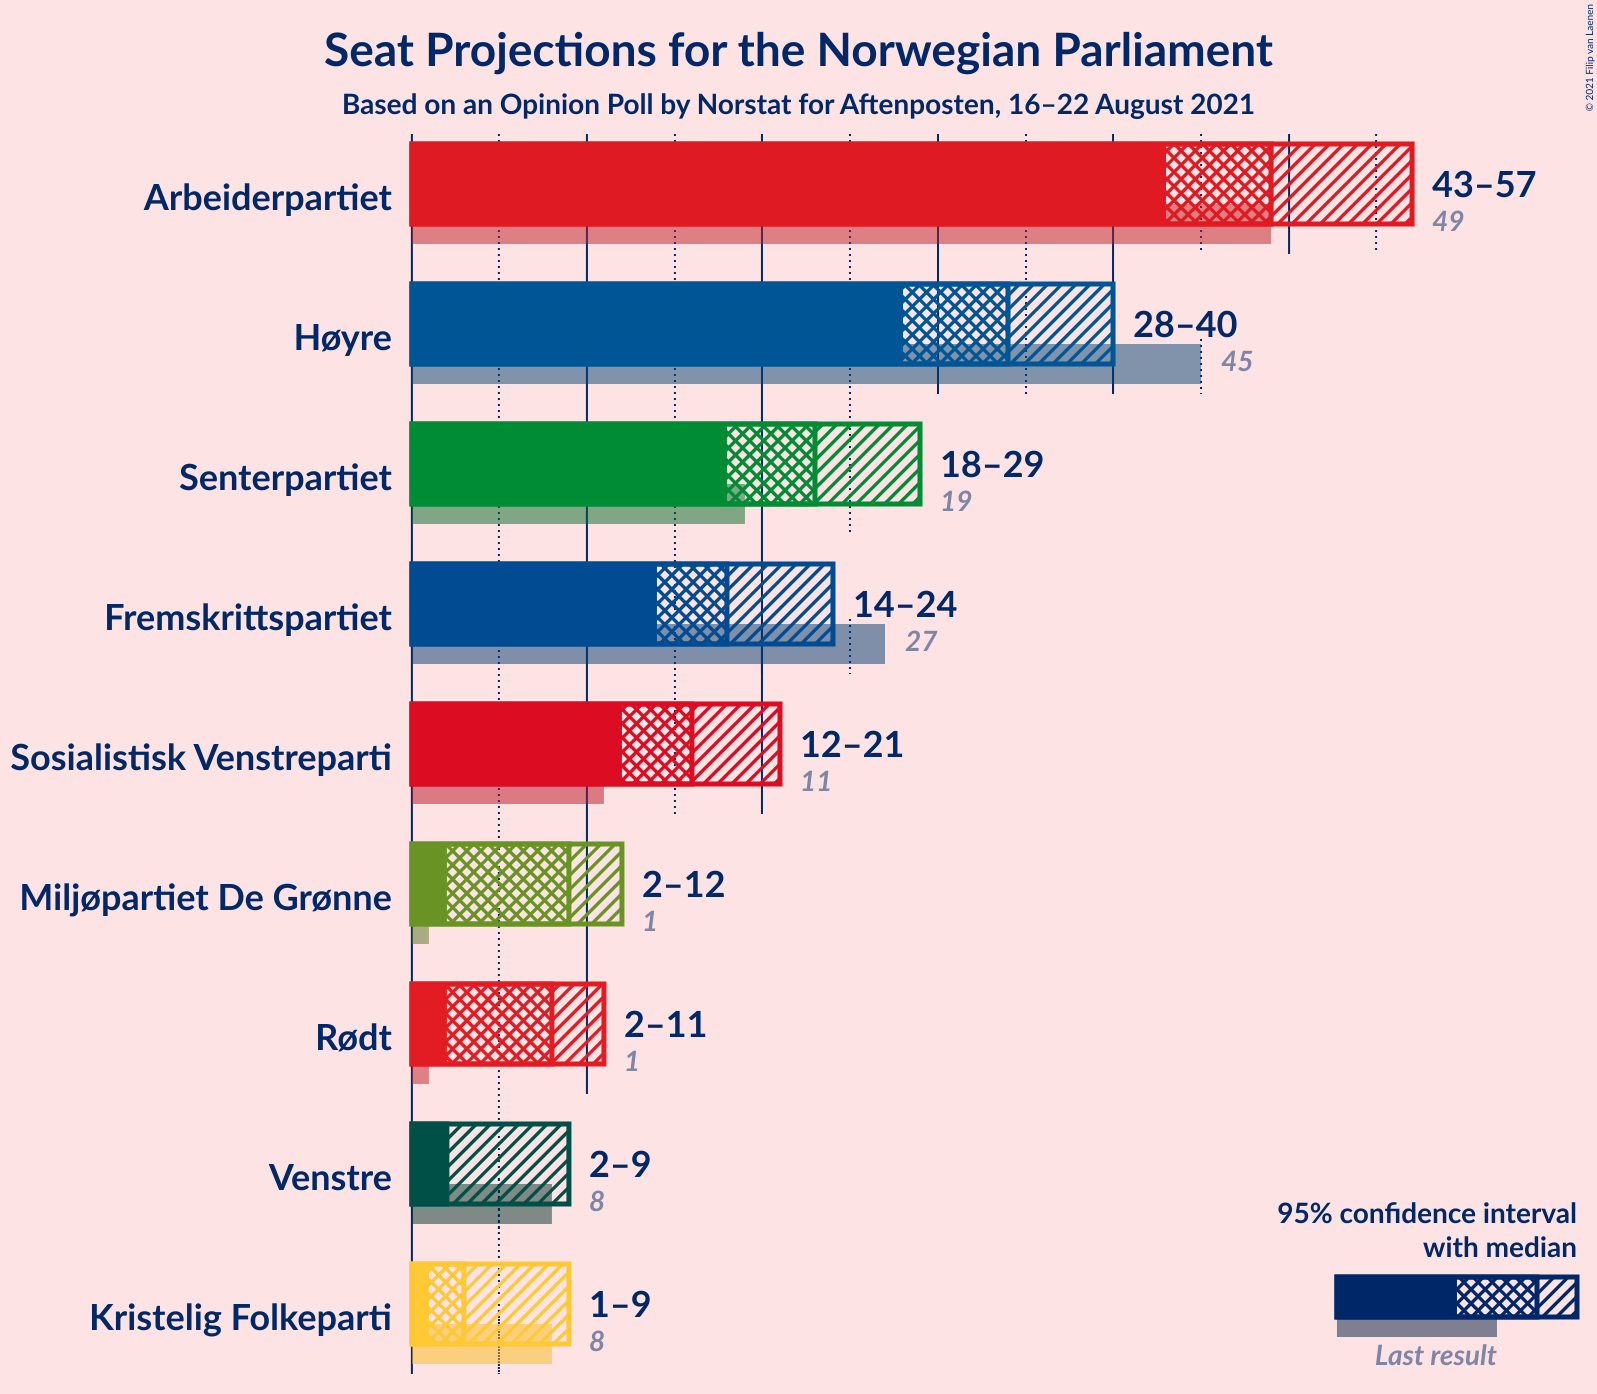 Seat Projections for the Norwegian Parliament
Based on an Opinion Poll by Norstat for Aftenposten, 16–22 August 2021
© 2021 Filip van Laenen
Arbeiderpartiet
43–57
49
Høyre
28–40
45
Senterpartiet
18–29
19
Fremskrittspartiet
14–24
27
Sosialistisk Venstreparti
12–21
11
Miljøpartiet De Grønne
2–12
1
Rødt
2–11
1
Venstre
2–9
8
Kristelig Folkeparti
1–9
8
95% confidence interval
with median
Last result